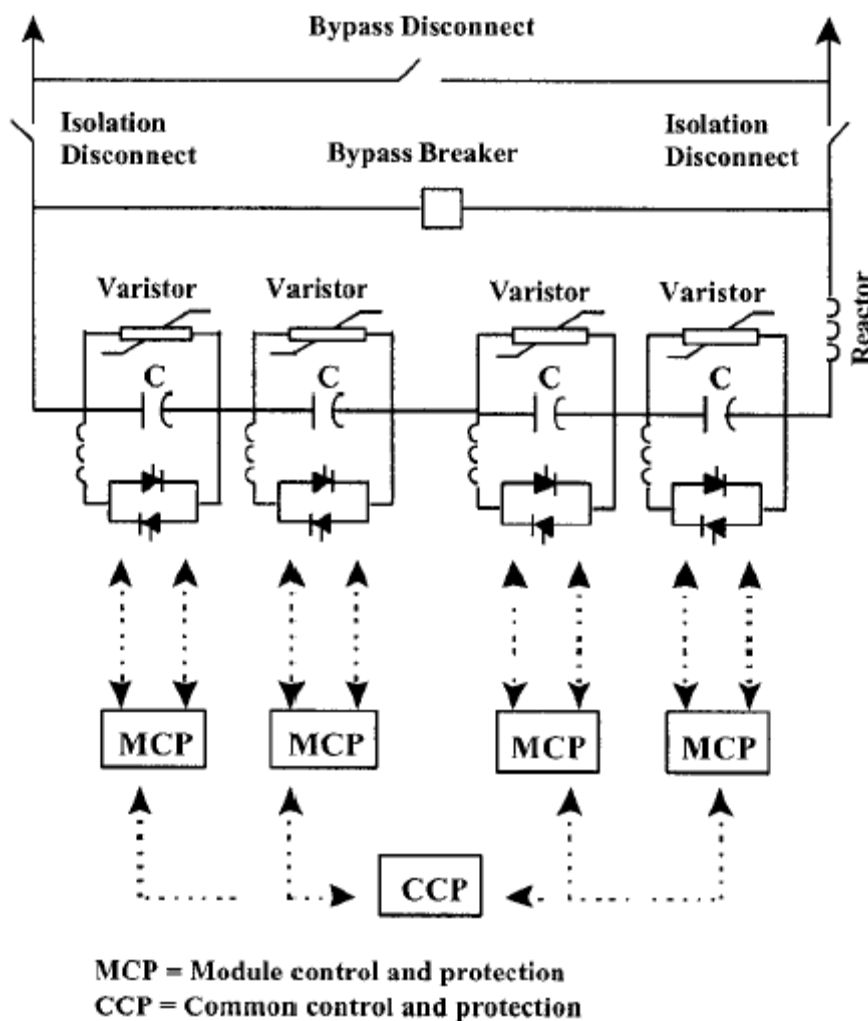 Bypass Disconnect
Isolation
Disconnect
Isolation
Disconnect
Bypass Breaker
Varistor
Varistor
Varistor
Varistor
Reactor
C
C
C
C
MCP
MCP
MCP
MCP
CCP
MCP = Module control and protection
CCP = Common control and protection